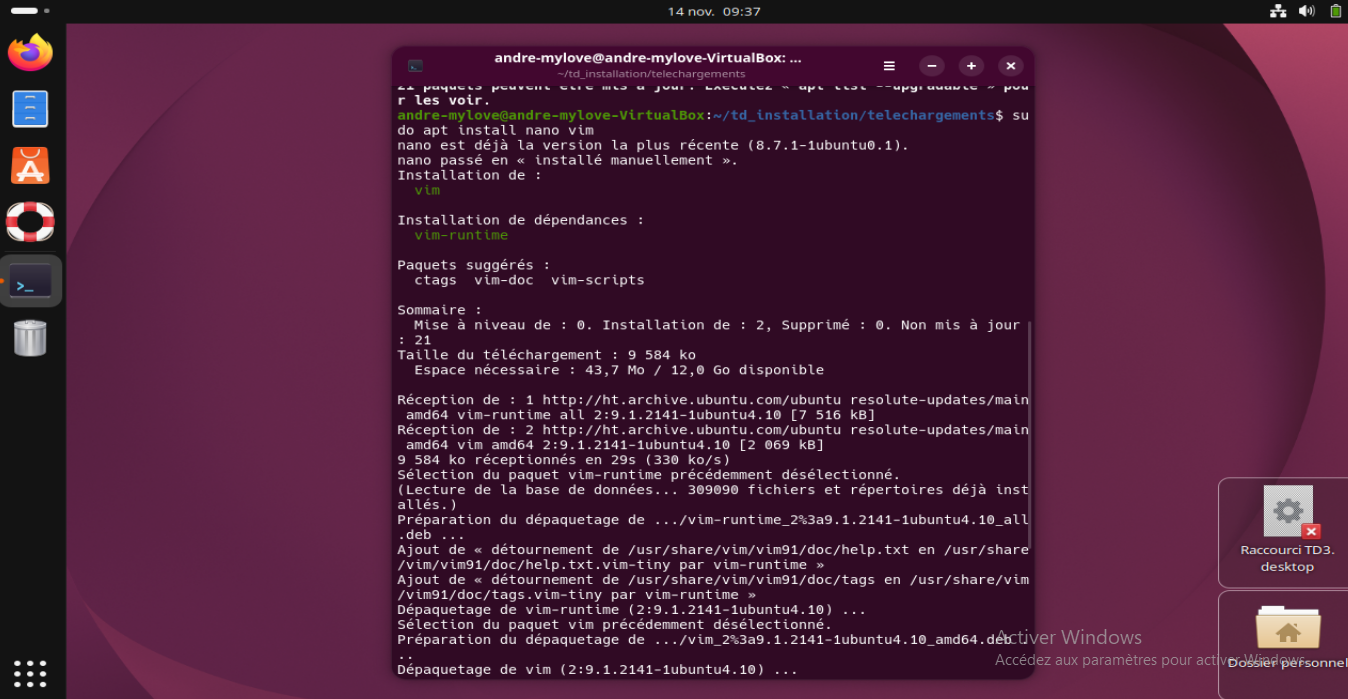 14 nov.  09:37
andre-mylove@andre-mylove-VirtualBox: ...
~/td_installation/telechargements
21 paquets peuvent être mis à jour. Exécutez « apt list --upgradable » pou
r les voir.
andre-mylove@andre-mylove-VirtualBox:~/td_installation/telechargements$ su
do apt install nano vim
nano est déjà la version la plus récente (8.7.1-1ubuntu0.1).
nano passé en « installé manuellement ».
Installation de :
  vim

Installation de dépendances :
  vim-runtime

Paquets suggérés :
  ctags  vim-doc  vim-scripts

Sommaire :
  Mise à niveau de : 0. Installation de : 2, Supprimé : 0. Non mis à jour
: 21
Taille du téléchargement : 9 584 ko
  Espace nécessaire : 43,7 Mo / 12,0 Go disponible

Réception de : 1 http://ht.archive.ubuntu.com/ubuntu resolute-updates/main
 amd64 vim-runtime all 2:9.1.2141-1ubuntu4.10 [7 516 kB]
Réception de : 2 http://ht.archive.ubuntu.com/ubuntu resolute-updates/main
 amd64 vim amd64 2:9.1.2141-1ubuntu4.10 [2 069 kB]
9 584 ko réceptionnés en 29s (330 ko/s)
Sélection du paquet vim-runtime précédemment désélectionné.
(Lecture de la base de données... 309090 fichiers et répertoires déjà inst
allés.)
Préparation du dépaquetage de .../vim-runtime_2%3a9.1.2141-1ubuntu4.10_all
.deb ...
Ajout de « détournement de /usr/share/vim/vim91/doc/help.txt en /usr/share
/vim/vim91/doc/help.txt.vim-tiny par vim-runtime »
Ajout de « détournement de /usr/share/vim/vim91/doc/tags en /usr/share/vim
/vim91/doc/tags.vim-tiny par vim-runtime »
Dépaquetage de vim-runtime (2:9.1.2141-1ubuntu4.10) ...
Sélection du paquet vim précédemment désélectionné.
Préparation du dépaquetage de .../vim_2%3a9.1.2141-1ubuntu4.10_amd64.deb .
..
Dépaquetage de vim (2:9.1.2141-1ubuntu4.10) ...
Raccourci TD3.
desktop
Dossier personnel
Activer Windows
Accédez aux paramètres pour activer Windows.